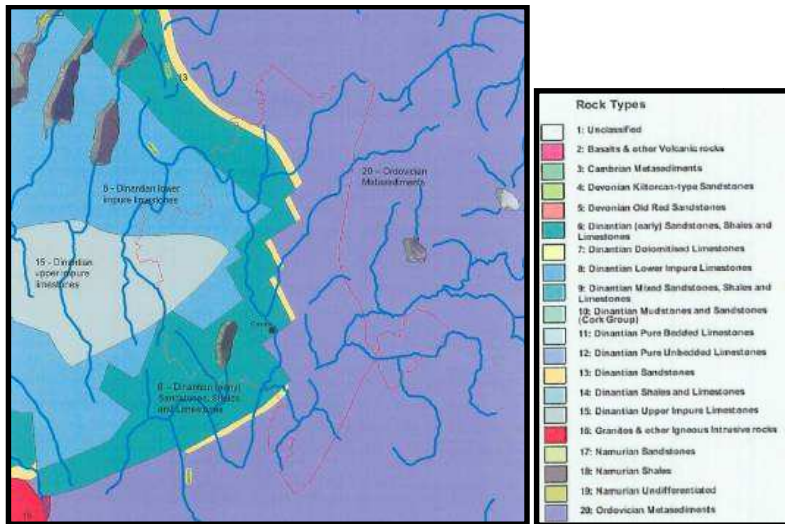 13
20 – Ordovician
Metasediments
8 - Dinantian lower
impure limestones
15 - Dinantian
upper impure
limestones
6 – Dinantian (early)
Sandstones, Shales
and Limestones
16
Rock Types
1: Unclassified
2: Basalts & other Volcanic rocks
3: Cambrian Metasediments
4: Devonian Kiltorcan-type Sandstones
5: Devonian Old Red Sandstones
6: Dinantian (early) Sandstones, Shales and
Limestones
7: Dinantian Dolomitised Limestones
8: Dinantian Lower Impure Limestones
9: Dinantian Mixed Sandstones, Shales and
Limestones
10: Dinantian Mudstones and Sandstones
(Cork Group)
11: Dinantian Pure Bedded Limestones
12: Dinantian Pure Unbedded Limestones
13: Dinantian Sandstones
14: Dinantian Shales and Limestones
15: Dinantian Upper Impure Limestones
16: Granites & other Igneous Intrusive rocks
17: Namurian Sandstones
18: Namurian Shales
19: Namurian Undifferentiated
20: Ordovician Metasediments